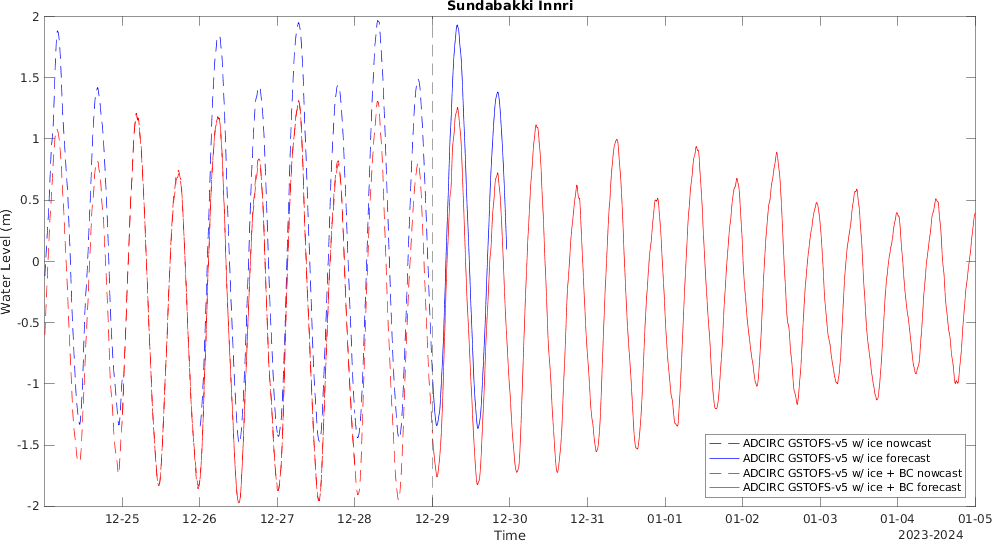 Sundabakki Innri
Water Level (m)
2
1.5
1
0.5
0
-0.5
-1
-1.5
-2
ADCIRC GSTOFS-v5 w/ ice nowcast
ADCIRC GSTOFS-v5 w/ ice forecast
ADCIRC GSTOFS-v5 w/ ice + BC nowcast
ADCIRC GSTOFS-v5 w/ ice + BC forecast
12-25 12-26 12-27 12-28 12-29 12-30 12-31 01-01 01-02 01-03 01-04 01-05
Time
2023-2024